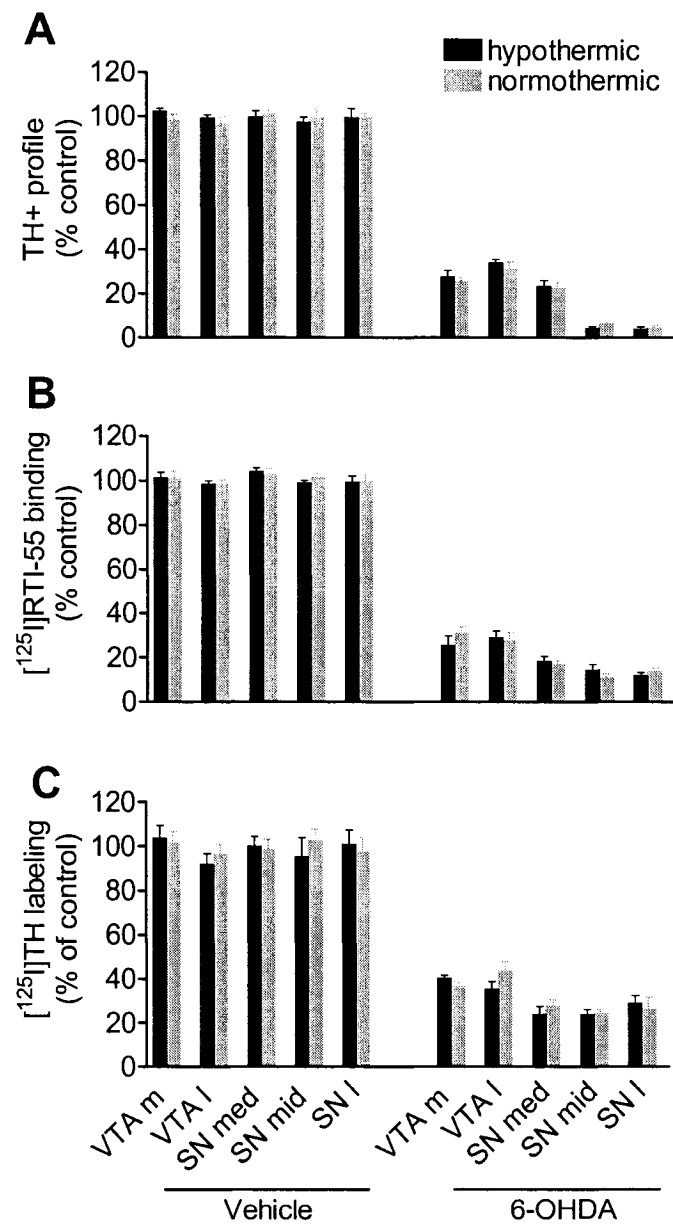 A
hypothermic
normothermic
TH+ profile
(% control)
120
100
80
60
40
20
0
B
[¹²⁵I]RTI-55 binding
(% control)
120
100
80
60
40
20
0
C
[¹²⁵I]TH labeling
(% of control)
120
100
80
60
40
20
0
VTA m
VTA l
SN med
SN mid
SN l
VTA m
VTA l
SN med
SN mid
SN l
Vehicle
6-OHDA